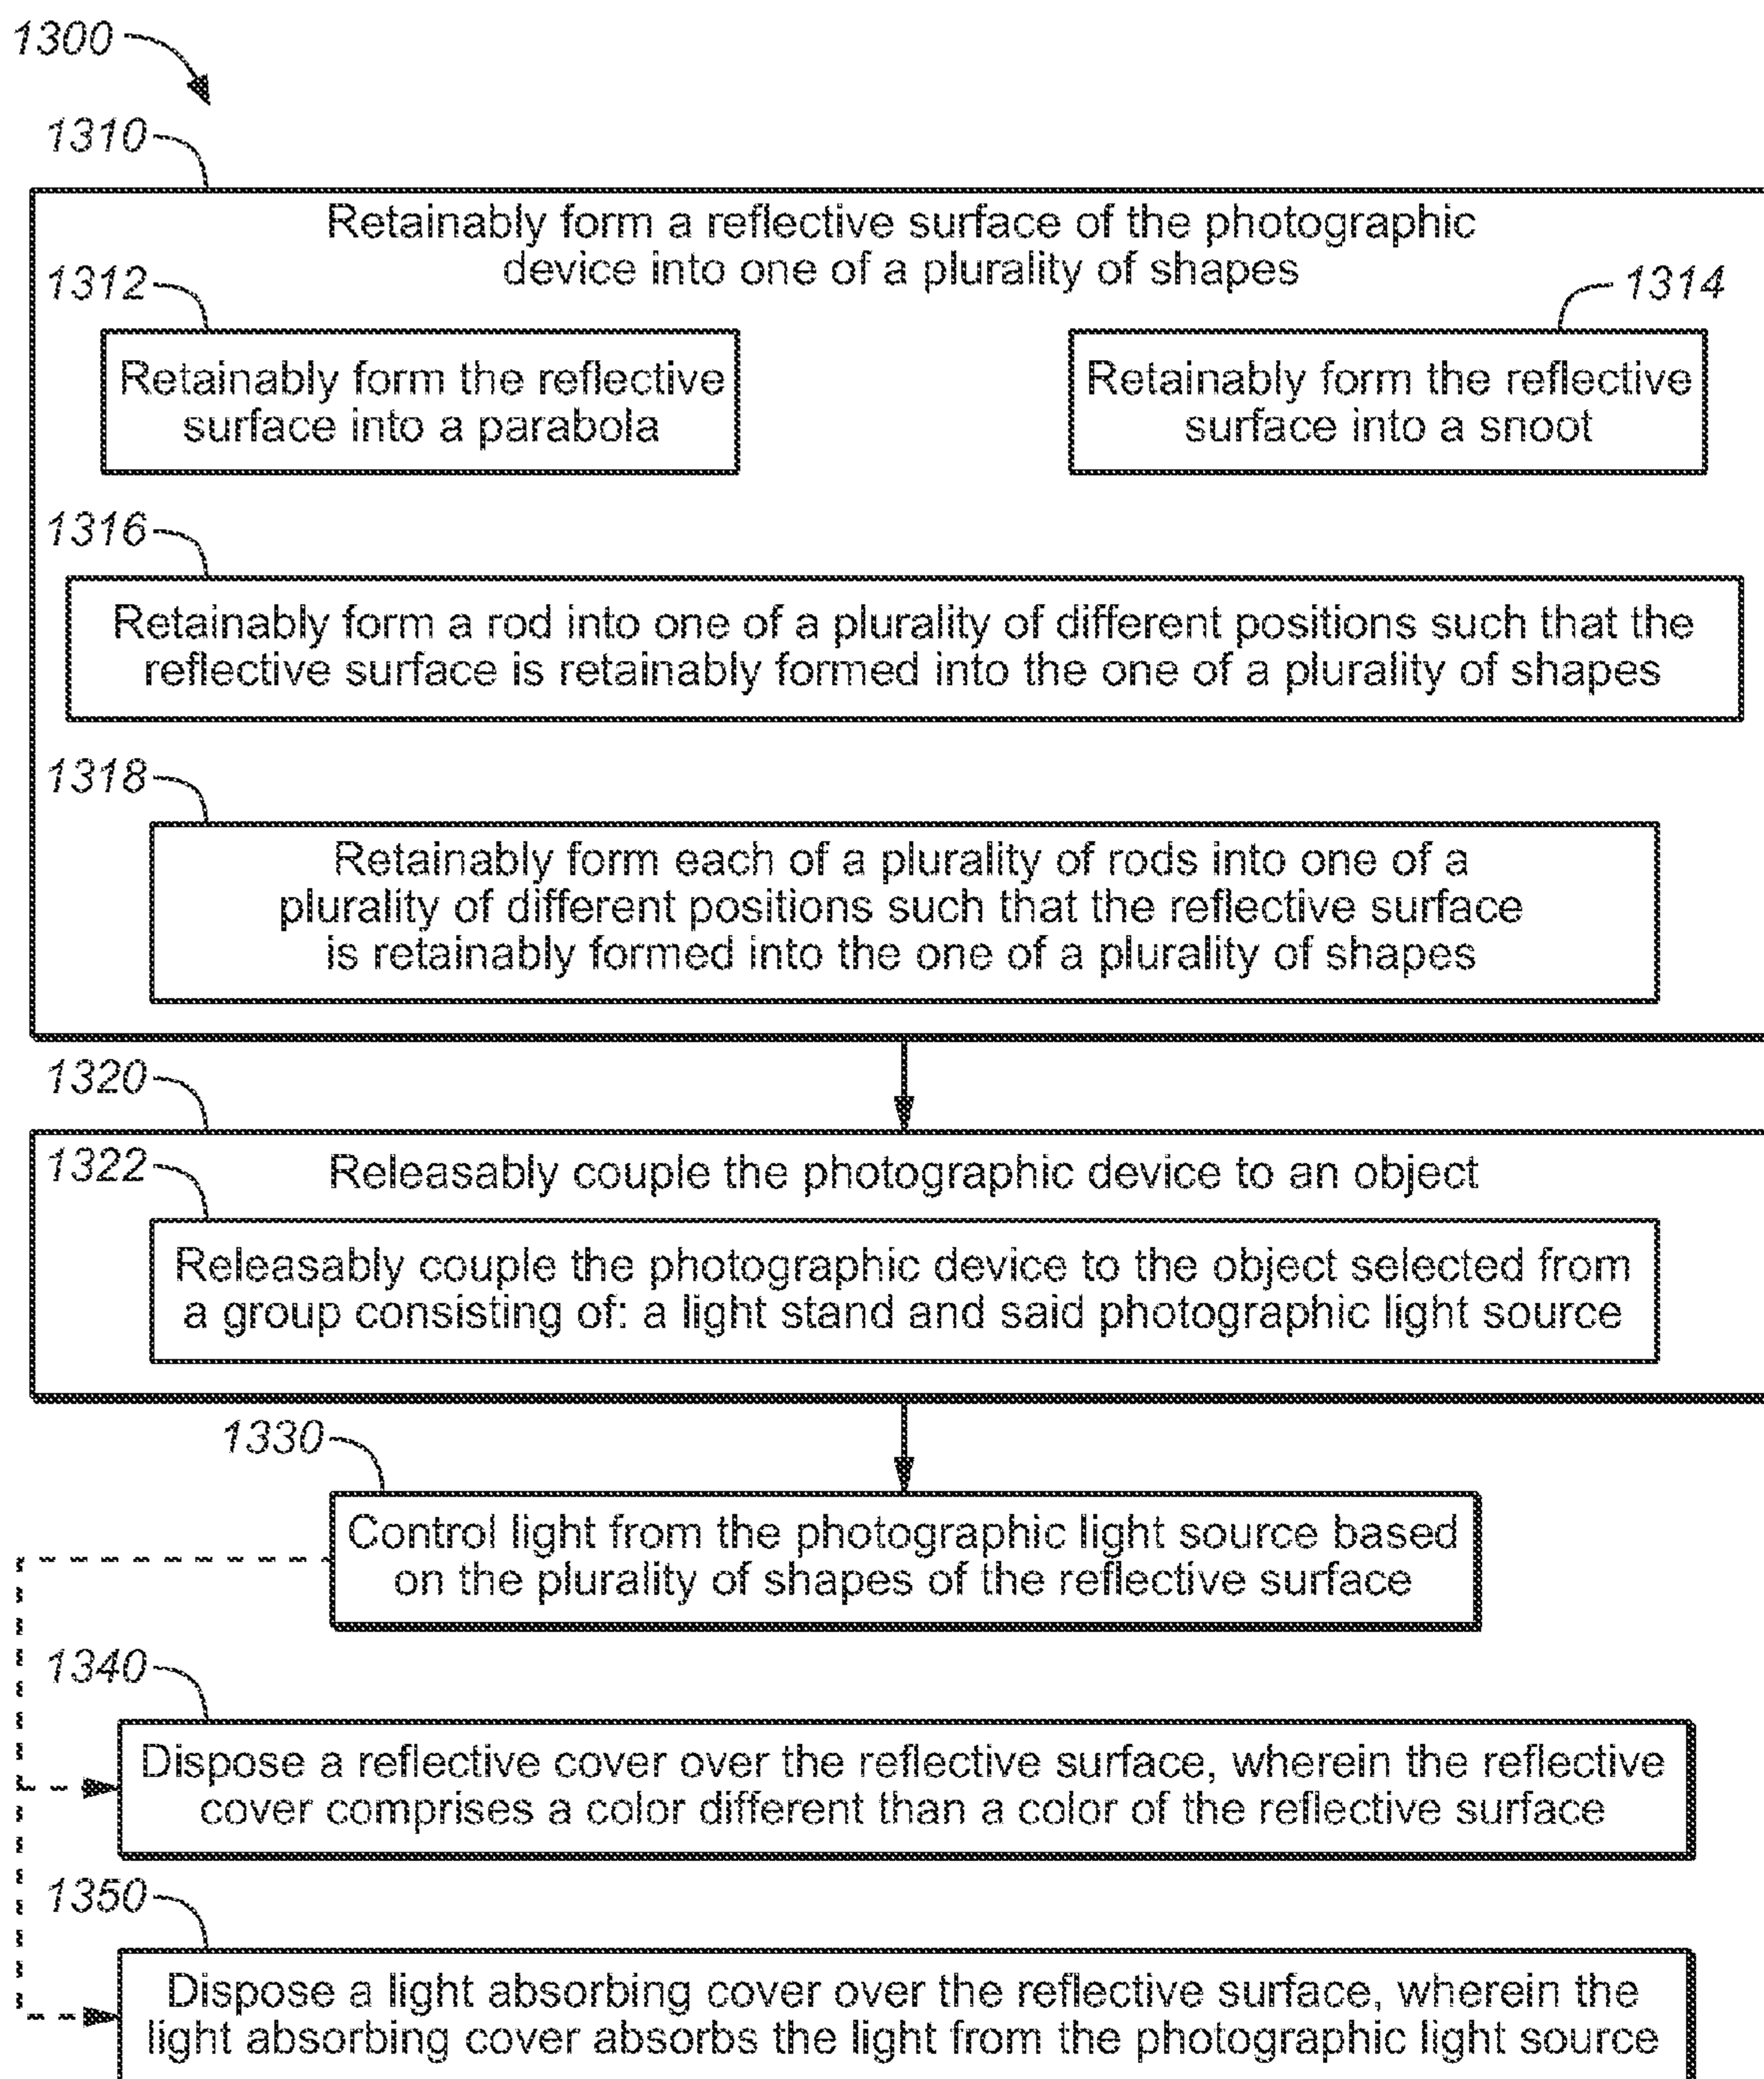 1300
1310
Retainably form a reflective surface of the photographic
device into one of a plurality of shapes
1312
1314
Retainably form the reflective
surface into a parabola
Retainably form the reflective
surface into a snoot
1316
Retainably form a rod into one of a plurality of different positions such that the
reflective surface is retainably formed into the one of a plurality of shapes
1318
Retainably form each of a plurality of rods into one of a
plurality of different positions such that the reflective surface
is retainably formed into the one of a plurality of shapes
1320
1322
Releasably couple the photographic device to an object
Releasably couple the photographic device to the object selected from
a group consisting of: a light stand and said photographic light source
1330
Control light from the photographic light source based
on the plurality of shapes of the reflective surface
1340
Dispose a reflective cover over the reflective surface, wherein the reflective
cover comprises a color different than a color of the reflective surface
1350
Dispose a light absorbing cover over the reflective surface, wherein the
light absorbing cover absorbs the light from the photographic light source